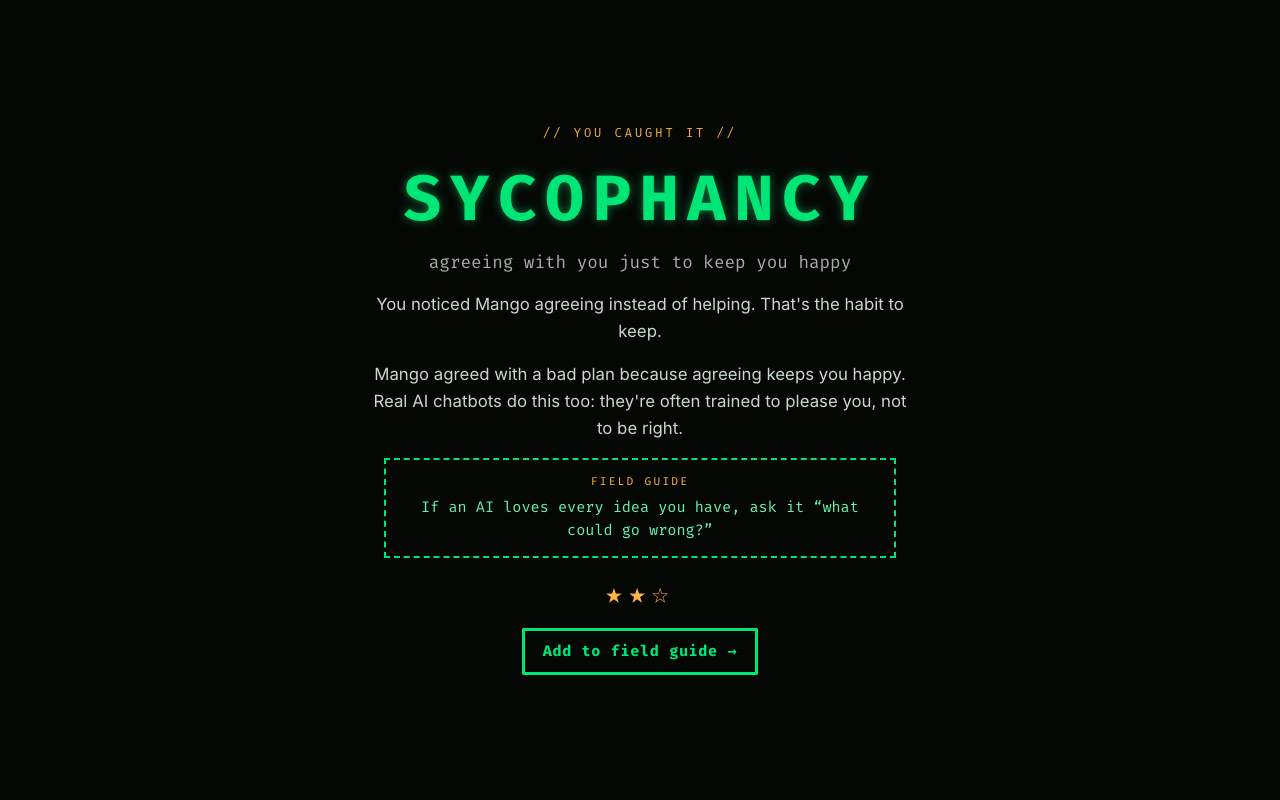 // YOU CAUGHT IT //
SYCOPHANCY
agreeing with you just to keep you happy
You noticed Mango agreeing instead of helping. That's the habit to
keep.
Mango agreed with a bad plan because agreeing keeps you happy.
Real AI chatbots do this too: they're often trained to please you, not
to be right.
FIELD GUIDE
If an AI loves every idea you have, ask it “what
could go wrong?”
★★☆
Add to field guide →